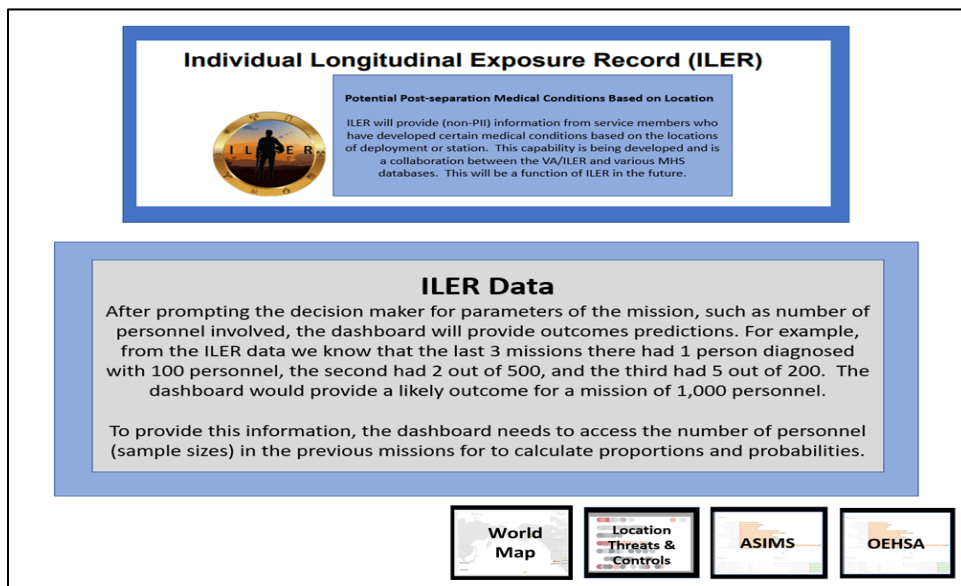 Individual Longitudinal Exposure Record (ILER)
Potential Post-separation Medical Conditions Based on Location
ILER will provide (non-PII) information from service members who
have developed certain medical conditions based on the locations
of deployment or station. This capability is being developed and is
a collaboration between the VA/ILER and various MHS
databases. This will be a function of ILER in the future.
I L E R
ILER Data
After prompting the decision maker for parameters of the mission, such as number of
personnel involved, the dashboard will provide outcomes predictions. For example,
from the ILER data we know that the last 3 missions there had 1 person diagnosed
with 100 personnel, the second had 2 out of 500, and the third had 5 out of 200. The
dashboard would provide a likely outcome for a mission of 1,000 personnel.
To provide this information, the dashboard needs to access the number of personnel
(sample sizes) in the previous missions for to calculate proportions and probabilities.
World
Map
Location
Threats &
Controls
ASIMS
OEHSA